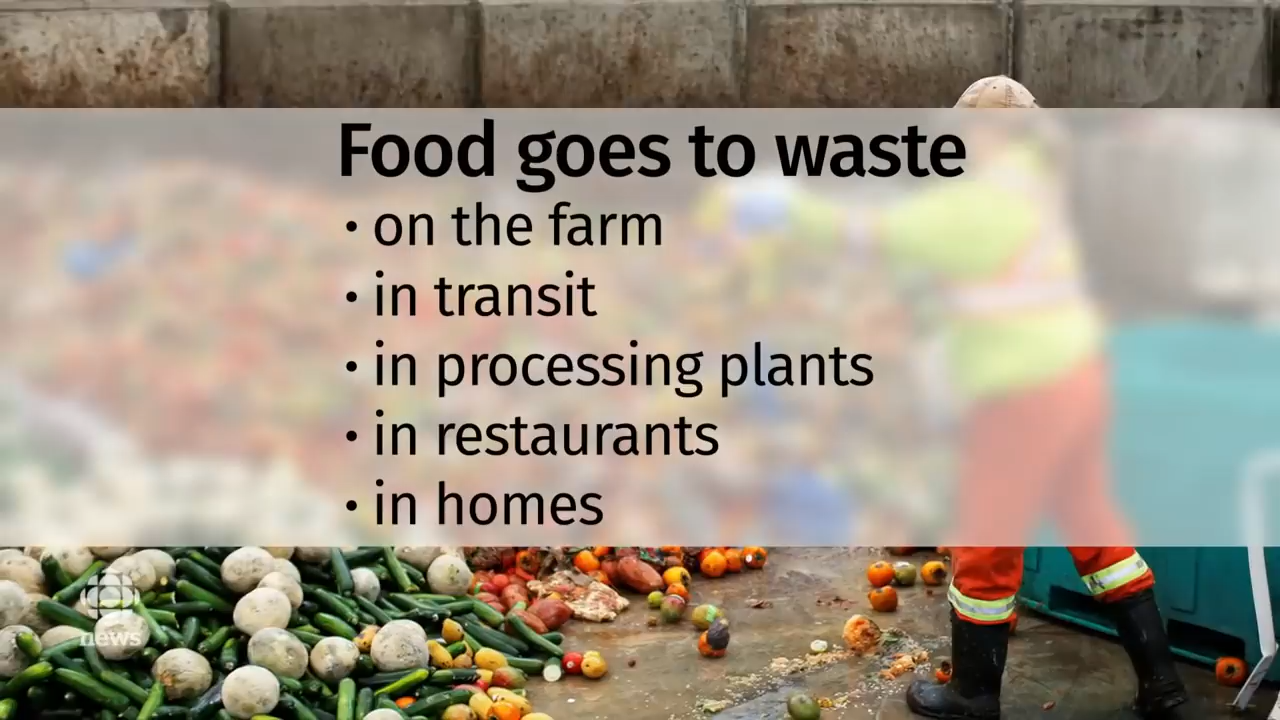 Food goes to waste
• on the farm
• in transit
• in processing plants
• in restaurants
• in homes
news